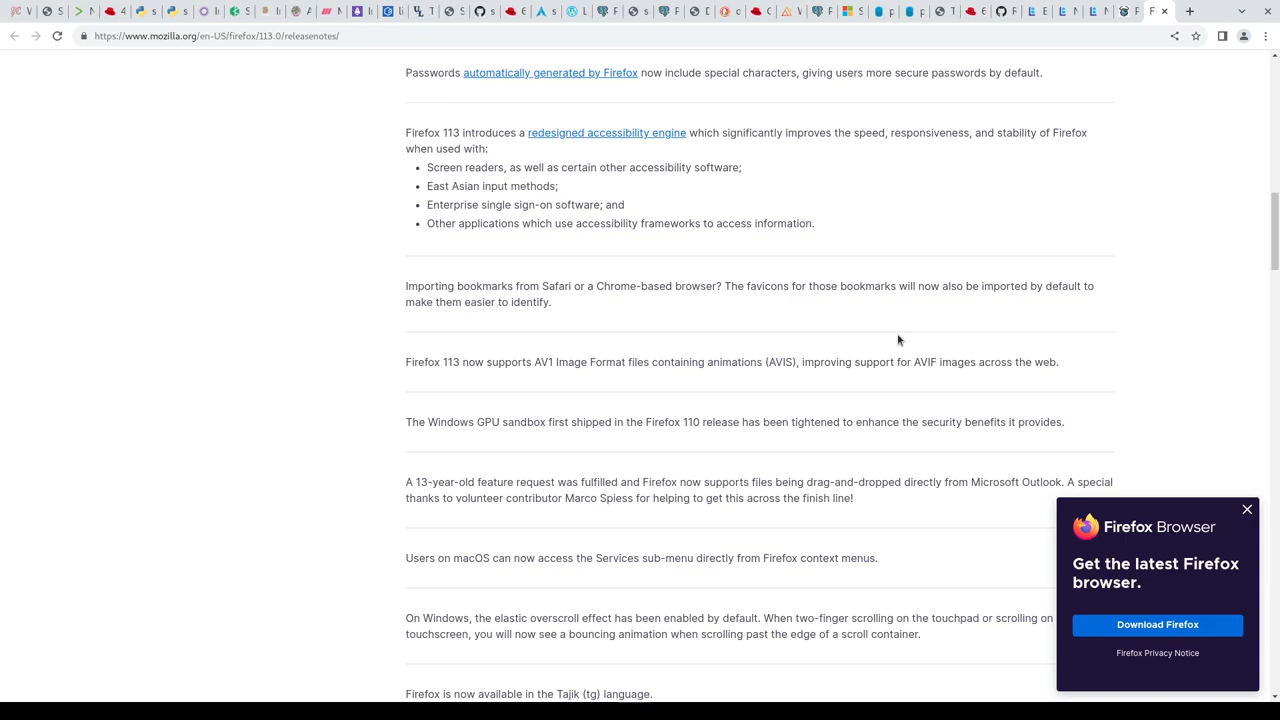 https://www.mozilla.org/en-US/firefox/113.0/releasenotes/
Passwords automatically generated by Firefox now include special characters, giving users more secure passwords by default.
Firefox 113 introduces a redesigned accessibility engine which significantly improves the speed, responsiveness, and stability of Firefox
when used with:
Screen readers, as well as certain other accessibility software;
East Asian input methods;
Enterprise single sign-on software; and
Other applications which use accessibility frameworks to access information.
Importing bookmarks from Safari or a Chrome-based browser? The favicons for those bookmarks will now also be imported by default to
make them easier to identify.
Firefox 113 now supports AV1 Image Format files containing animations (AVIS), improving support for AVIF images across the web.
The Windows GPU sandbox first shipped in the Firefox 110 release has been tightened to enhance the security benefits it provides.
A 13-year-old feature request was fulfilled and Firefox now supports files being drag-and-dropped directly from Microsoft Outlook. A special
thanks to volunteer contributor Marco Spiess for helping to get this across the finish line!
Users on macOS can now access the Services sub-menu directly from Firefox context menus.
On Windows, the elastic overscroll effect has been enabled by default. When two-finger scrolling on the touchpad or scrolling on
touchscreen, you will now see a bouncing animation when scrolling past the edge of a scroll container.
Firefox is now available in the Tajik (tg) language.
Firefox Browser
Get the latest Firefox
browser.
Download Firefox
Firefox Privacy Notice